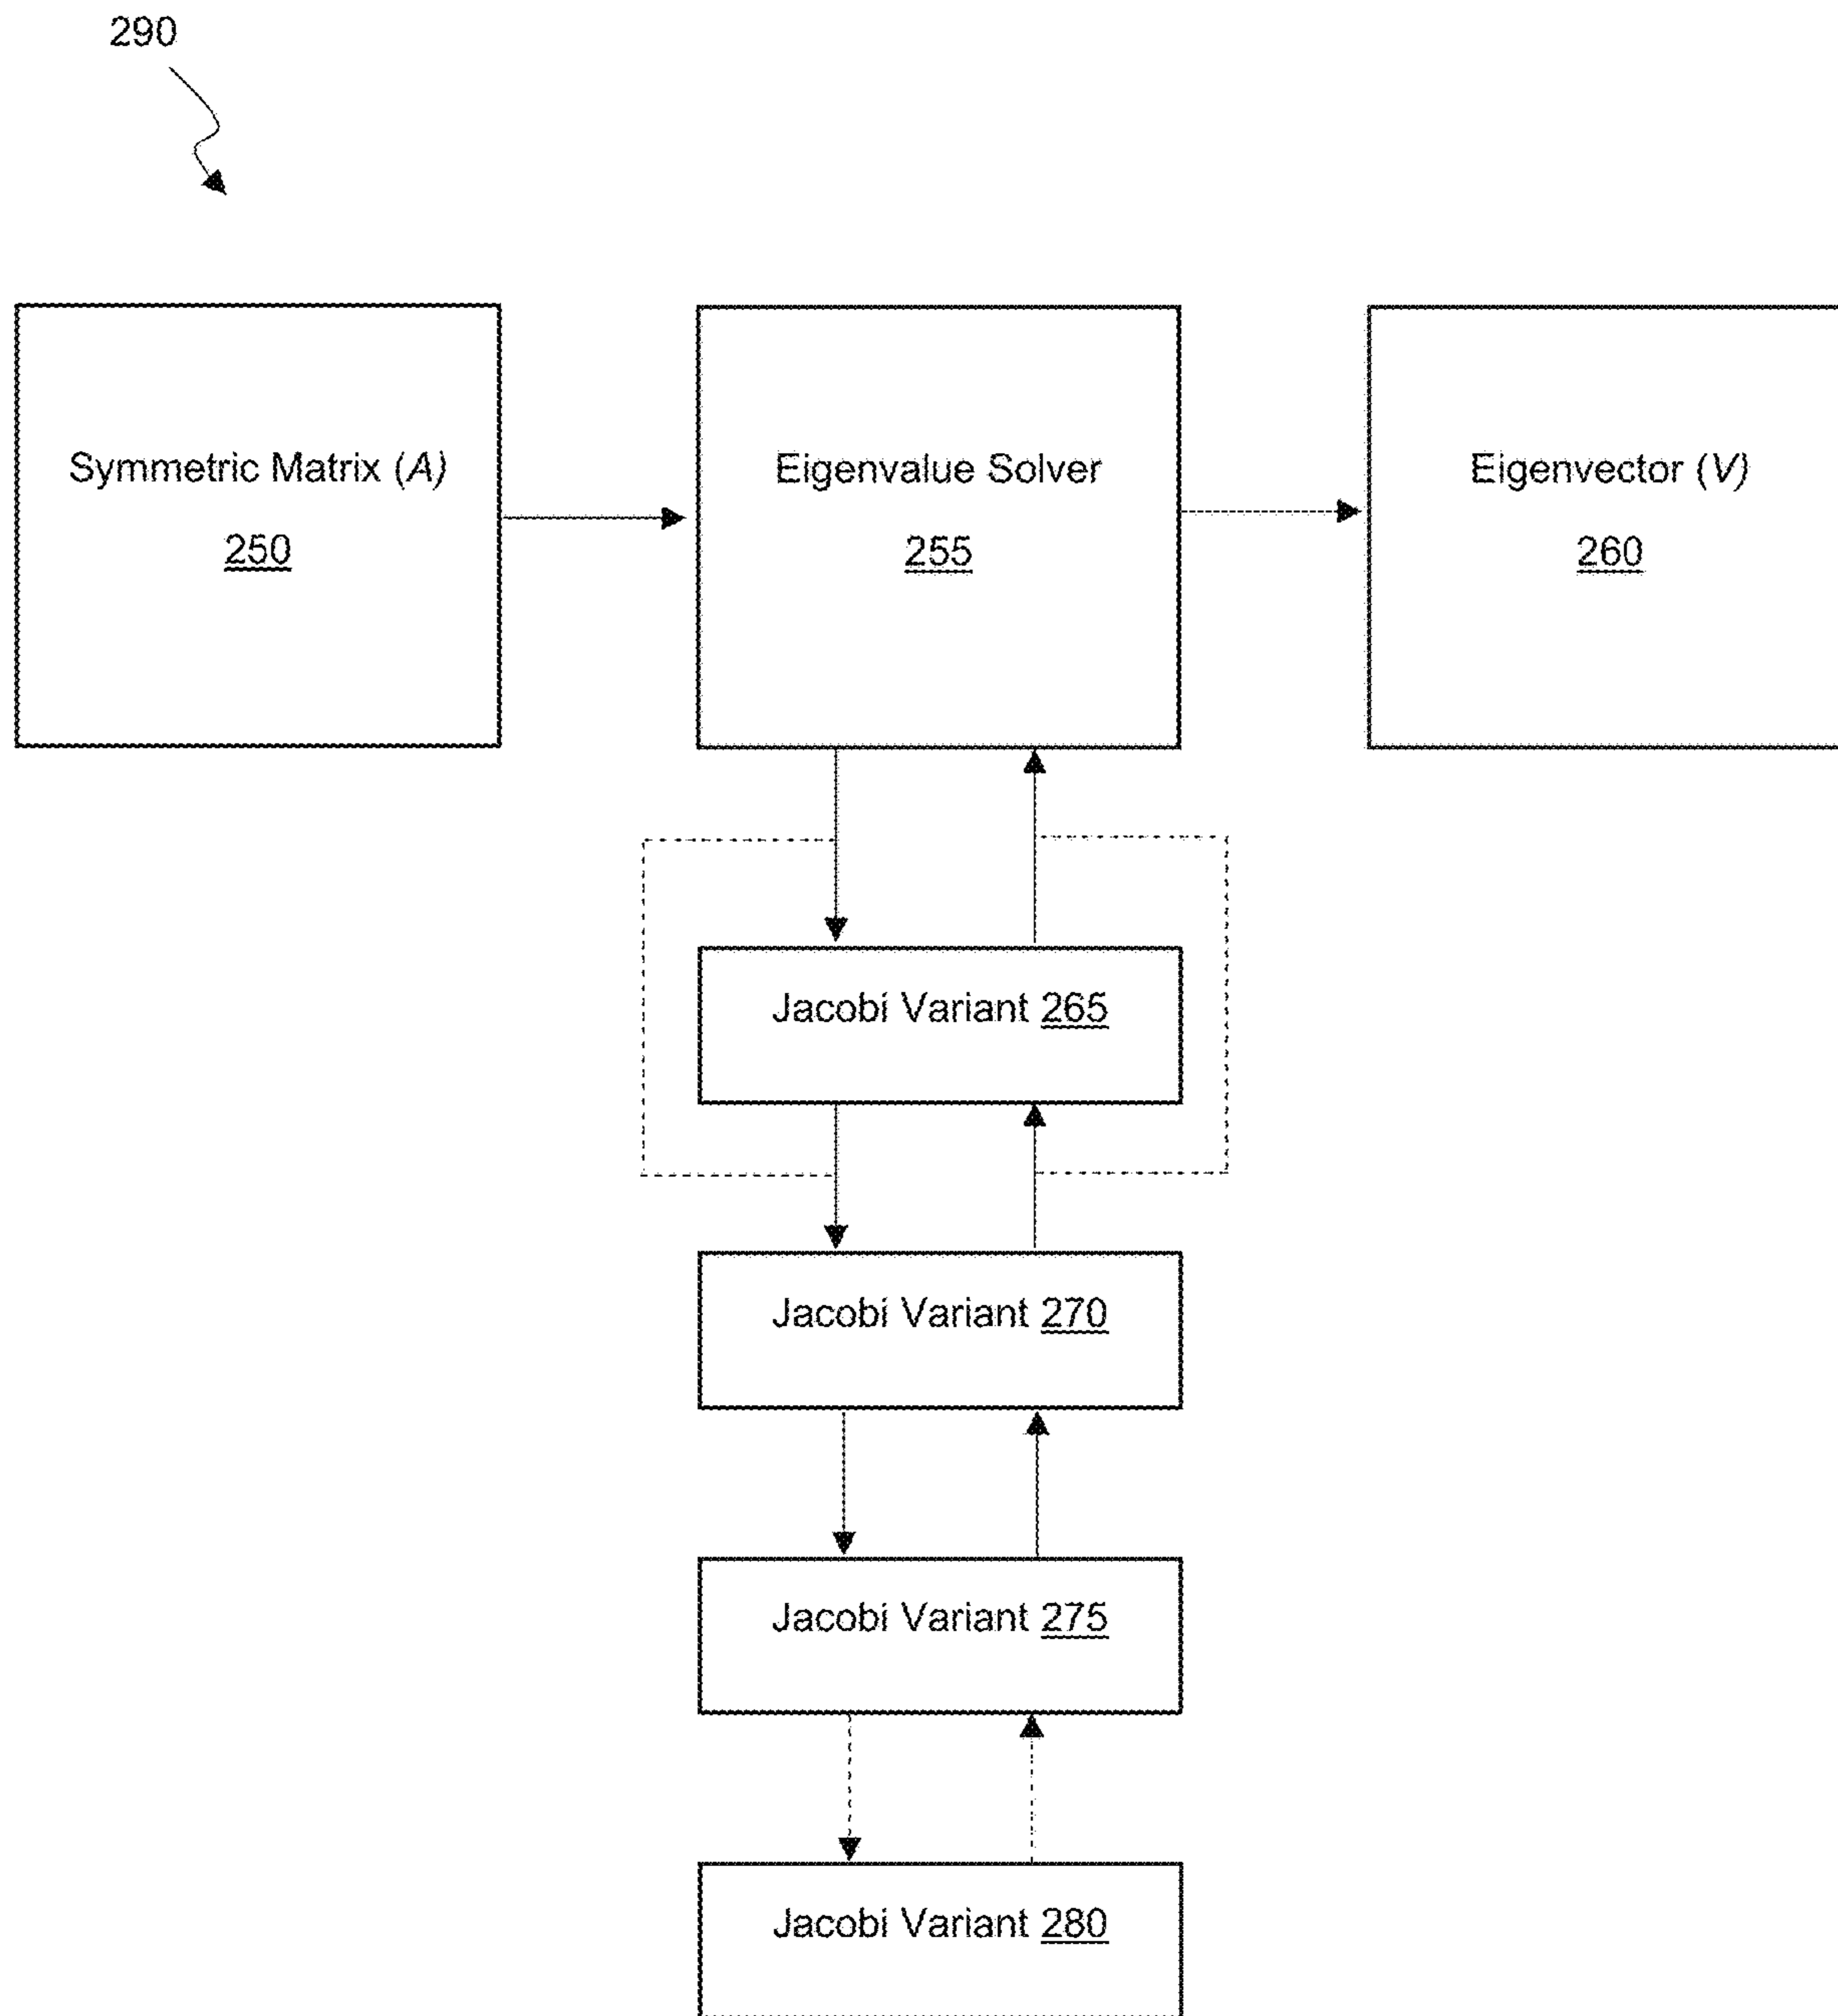 290
Symmetric Matrix (A)
250
Eigenvalue Solver
255
Eigenvector (V)
260
Jacobi Variant 265
Jacobi Variant 270
Jacobi Variant 275
Jacobi Variant 280